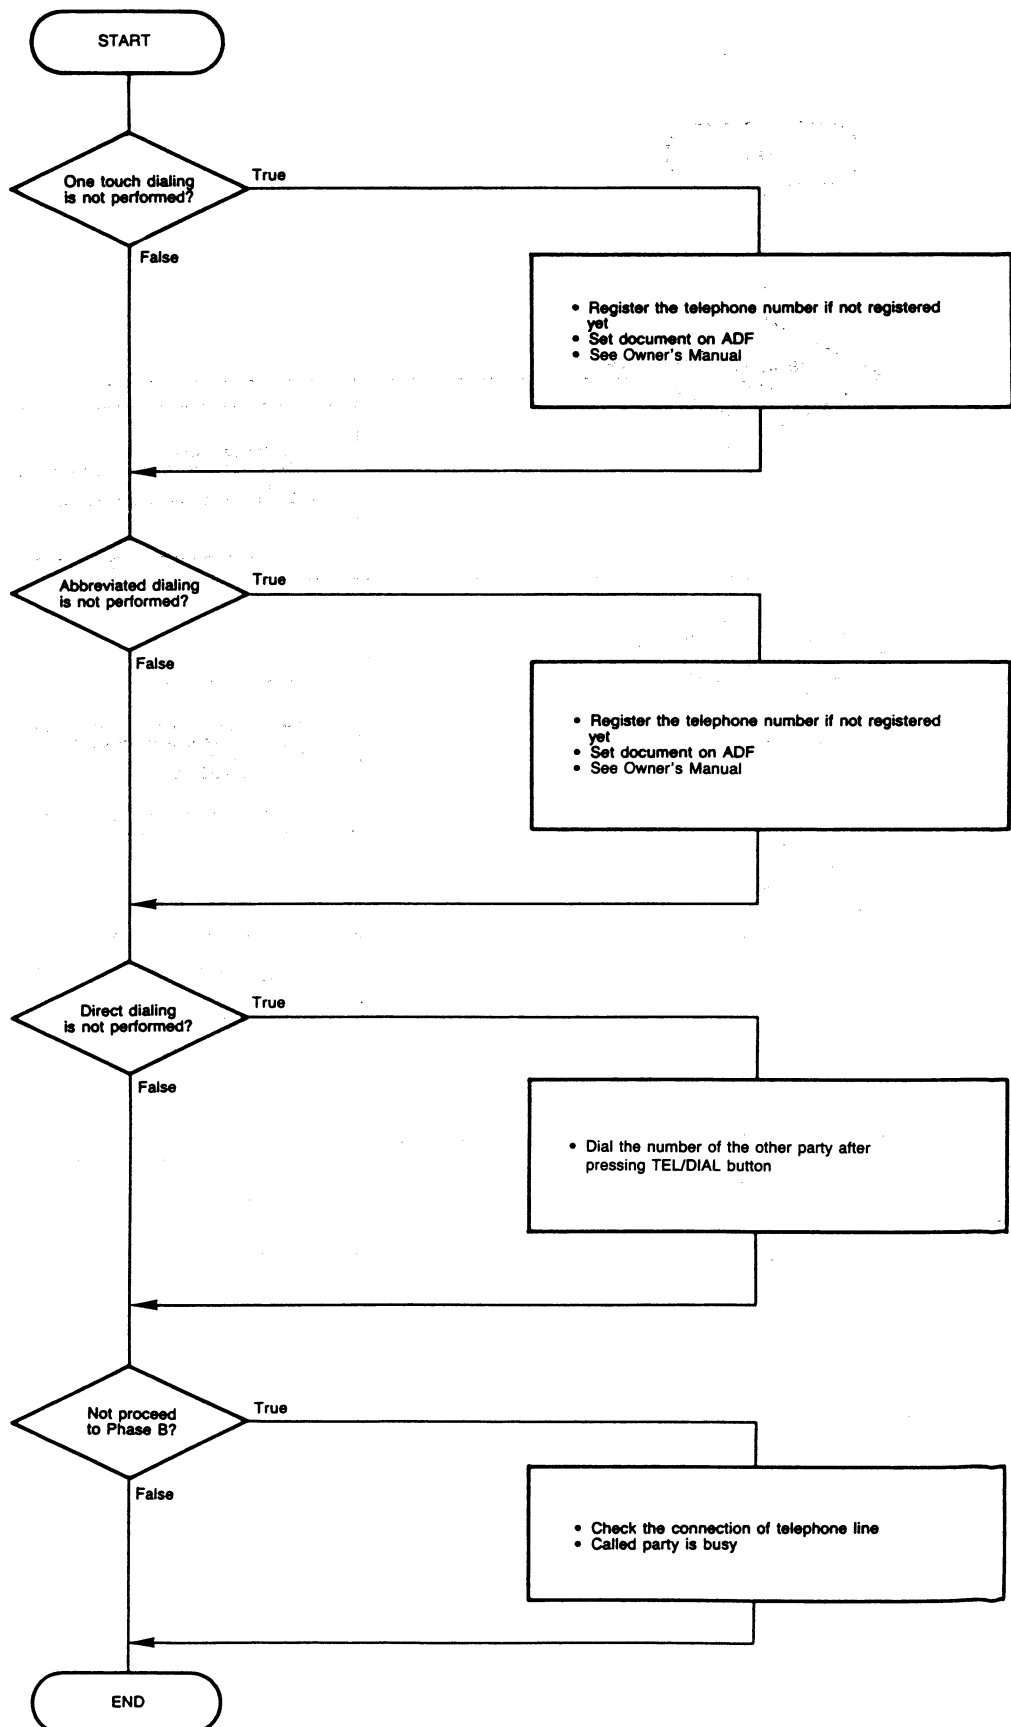 START
One touch dialing
is not performed?
True
False
• Register the telephone number if not registered
yet
• Set document on ADF
• See Owner's Manual
Abbreviated dialing
is not performed?
True
False
• Register the telephone number if not registered
yet
• Set document on ADF
• See Owner's Manual
Direct dialing
is not performed?
True
False
• Dial the number of the other party after
pressing TEL/DIAL button
Not proceed
to Phase B?
True
False
• Check the connection of telephone line
• Called party is busy
END